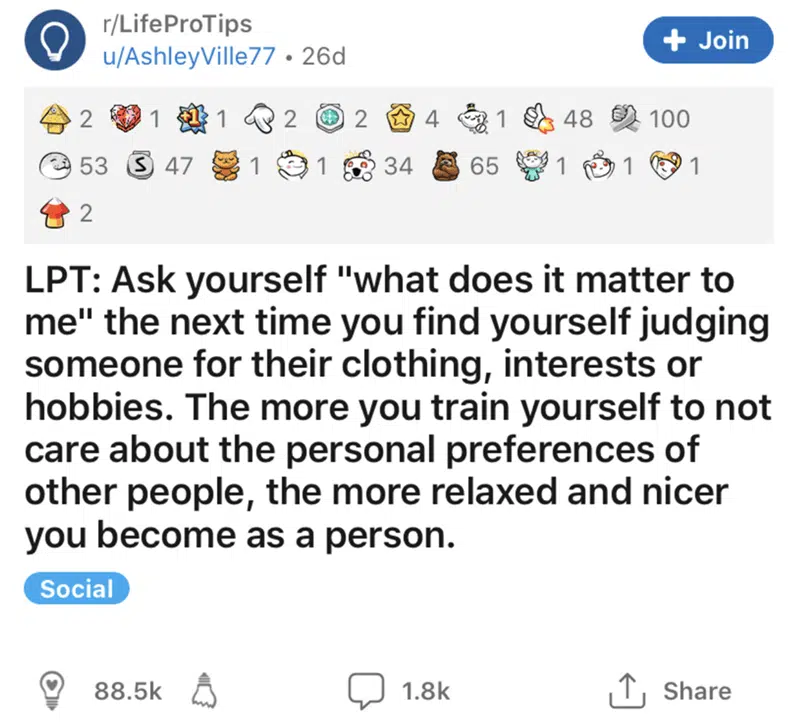 r/LifeProTips
u/AshleyVille77 • 26d
+ Join
2 1 +1 1 2 2 4 1 48 100
53 S 47 1 1 34 65 1 1 1
2
LPT: Ask yourself "what does it matter to
me" the next time you find yourself judging
someone for their clothing, interests or
hobbies. The more you train yourself to not
care about the personal preferences of
other people, the more relaxed and nicer
you become as a person.
Social
88.5k 1.8k Share